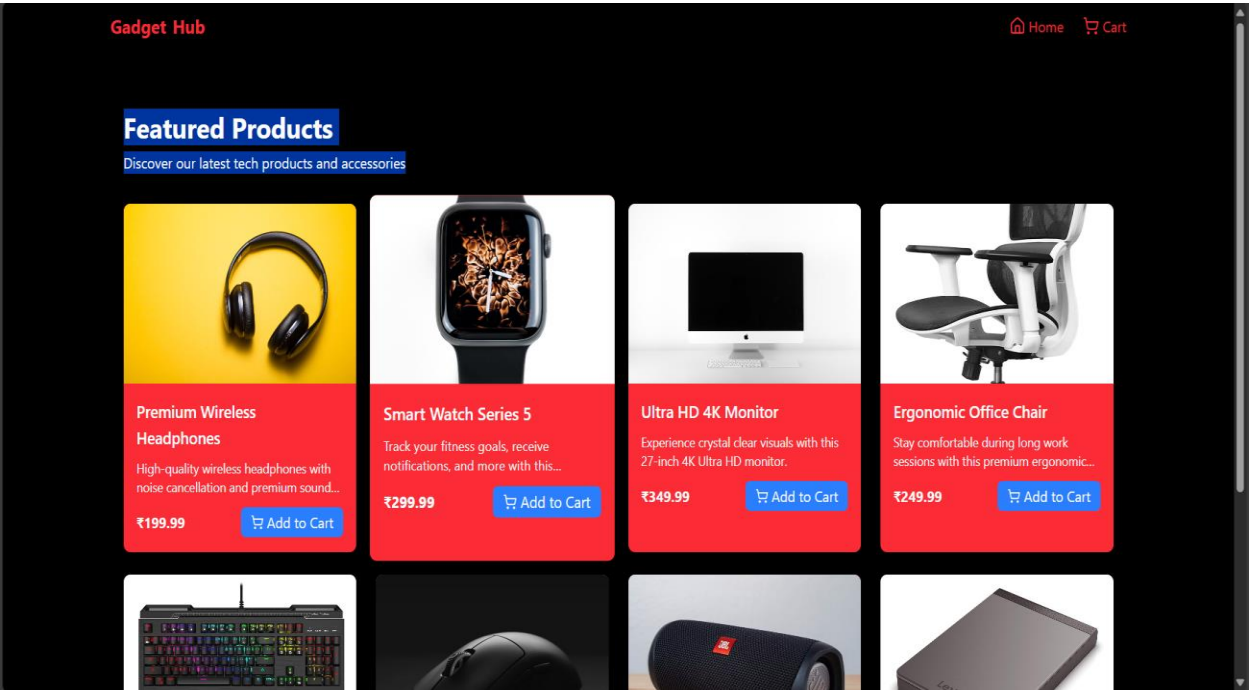 Gadget Hub
Home
Cart
Featured Products
Discover our latest tech products and accessories
Premium Wireless
Headphones
High-quality wireless headphones with
noise cancellation and premium sound...
₹199.99
Add to Cart
Smart Watch Series 5
Track your fitness goals, receive
notifications, and more with this...
₹299.99
Add to Cart
Ultra HD 4K Monitor
Experience crystal clear visuals with this
27-inch 4K Ultra HD monitor.
₹349.99
Add to Cart
Ergonomic Office Chair
Stay comfortable during long work
sessions with this premium ergonomic...
₹249.99
Add to Cart
JBL